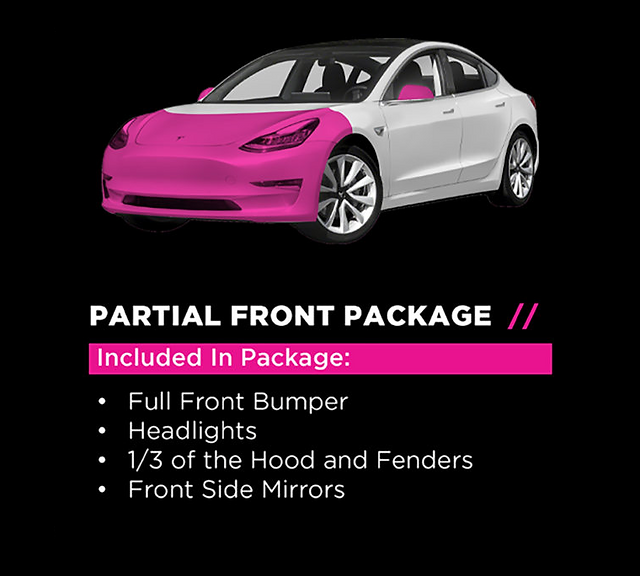 PARTIAL FRONT PACKAGE //
Included In Package:
• Full Front Bumper
• Headlights
• 1/3 of the Hood and Fenders
• Front Side Mirrors